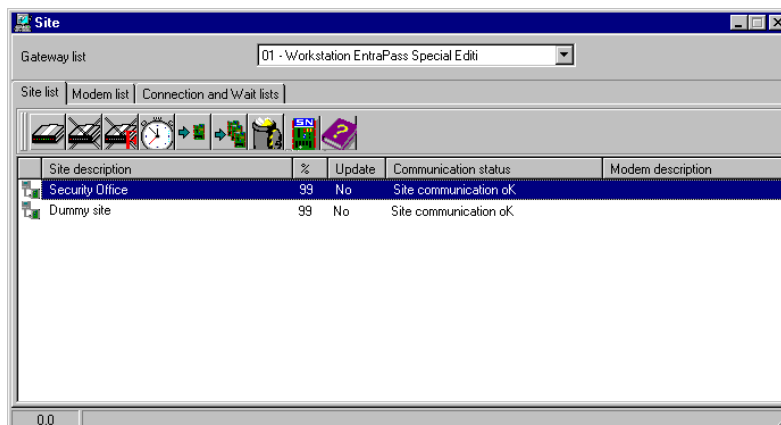 Site
Gateway list 01 - Workstation EntraPass Special Editi
Site list Modem list Connection and Wait lists
SN
Site description % Update Communication status Modem description
Security Office 99 No Site communication oK
Dummy site 99 No Site communication oK
0.0